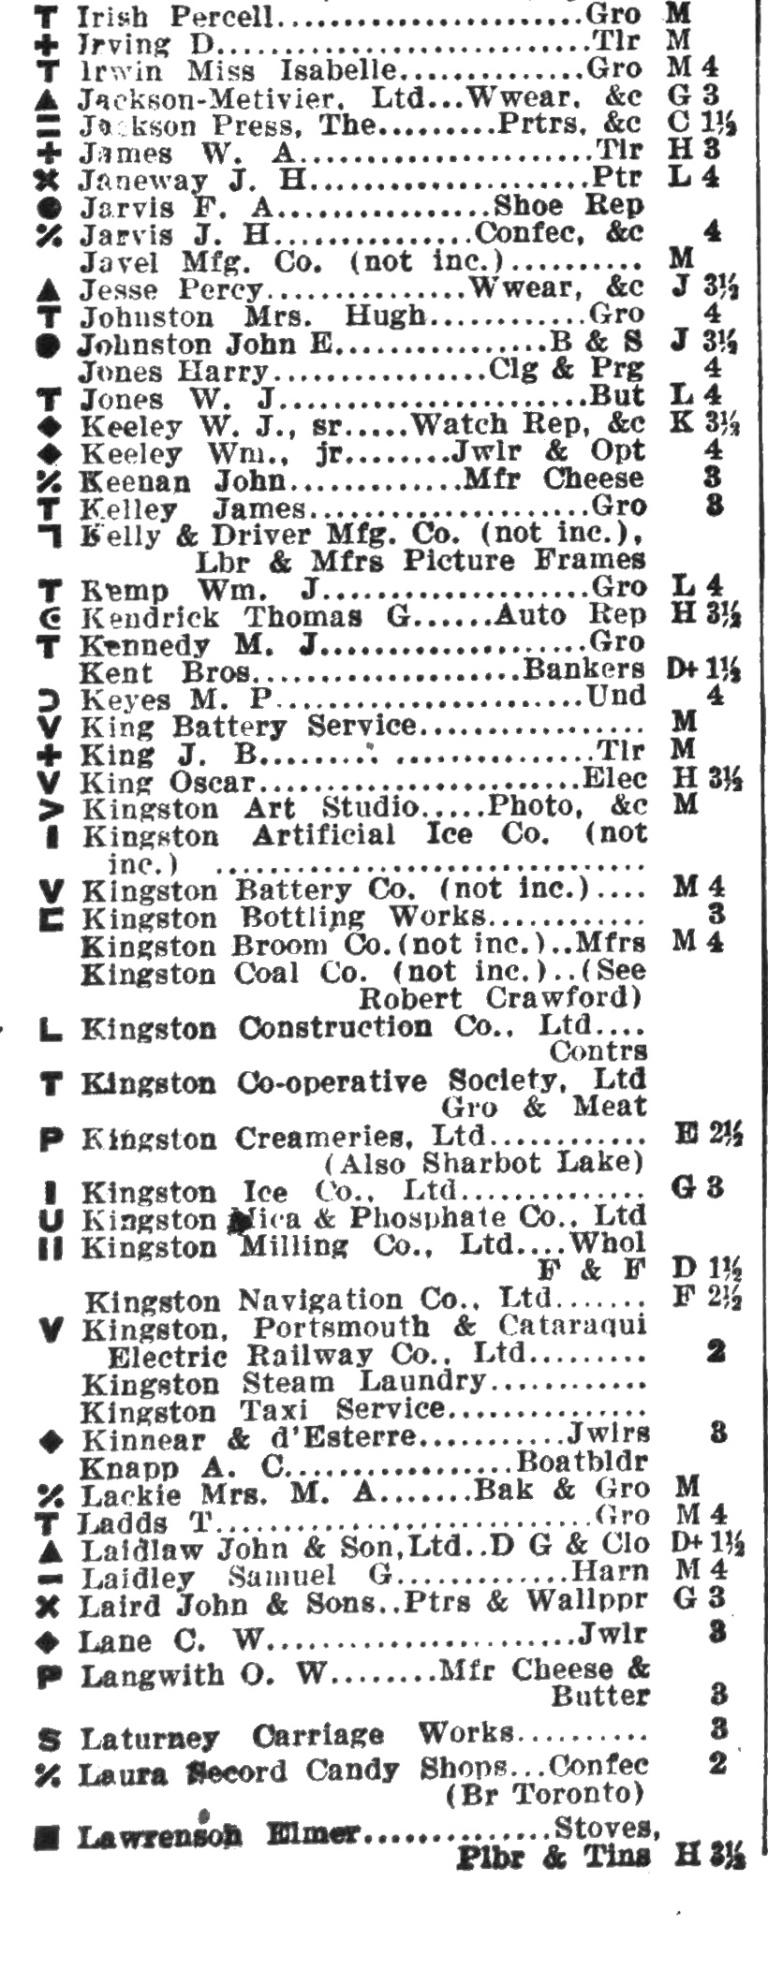 T Irish Percell........................Gro M
+ Irving D..............................Tlr M
T Irwin Miss Isabelle...............Gro M 4
▲ Jackson-Metivier, Ltd...Wwear, &c G 3
= Jackson Press, The.........Prtrs, &c C 1½
+ James W. A........................Tlr H 3
✖ Janeway J. H......................Ptr L 4
● Jarvis F. A.................Shoe Rep
% Jarvis J. H................Confec, &c 4
Javel Mfg. Co. (not inc.).......... M
▲ Jesse Percy................Wwear, &c J 3½
T Johnston Mrs. Hugh............Gro 4
● Johnston John E.................B & S J 3½
Jones Harry.................Clg & Prg 4
T Jones W. J.........................But L 4
◆ Keeley W. J., sr.....Watch Rep, &c K 3½
◆ Keeley Wm., jr........Jwlr & Opt 4
% Keenan John.............Mfr Cheese 3
T Kelley James.......................Gro 3
ㄱ Kelly & Driver Mfg. Co. (not inc.),
Lbr & Mfrs Picture Frames
T Kemp Wm. J.....................Gro L 4
Kendrick Thomas G......Auto Rep H 3½
T Kennedy M. J.....................Gro
Kent Bros.....................Bankers D+ 1½
Keyes M. P........................Und 4
V King Battery Service................. M
+ King J. B........ ................Tlr M
V King Oscar.........................Elec H 3½
> Kingston Art Studio.....Photo, &c M
I Kingston Artificial Ice Co. (not
inc.) ..................................
V Kingston Battery Co. (not inc.).... M 4
⊏ Kingston Bottling Works............ 3
Kingston Broom Co.(not inc.)..Mfrs M 4
Kingston Coal Co. (not inc.)..(See
Robert Crawford)
L Kingston Construction Co., Ltd....
Contrs
T Kingston Co-operative Society, Ltd
Gro & Meat
P Kingston Creameries, Ltd............ E 2½
(Also Sharbot Lake)
I Kingston Ice Co., Ltd.............. G 3
U Kingston Mica & Phosphate Co., Ltd
II Kingston Milling Co., Ltd....Whol
F & F D 1½
Kingston Navigation Co., Ltd....... F 2½
V Kingston, Portsmouth & Cataraqui
Electric Railway Co., Ltd......... 2
Kingston Steam Laundry............
Kingston Taxi Service...............
◆ Kinnear & d'Esterre...........Jwlrs 3
Knapp A. C.................Boatbldr
% Lackie Mrs. M. A.......Bak & Gro M
T Ladds T.............................Gro M 4
▲ Laidlaw John & Son,Ltd..D G & Clo D+ 1½
− Laidley Samuel G.............Harn M 4
✖ Laird John & Sons..Ptrs & Wallppr G 3
◆ Lane C. W........................Jwlr 3
P Langwith O. W........Mfr Cheese &
Butter 3
S Laturney Carriage Works.......... 3
% Laura Secord Candy Shops...Confec 2
(Br Toronto)
■ Lawrenson Elmer...............Stoves,
Plbr & Tins H 3½